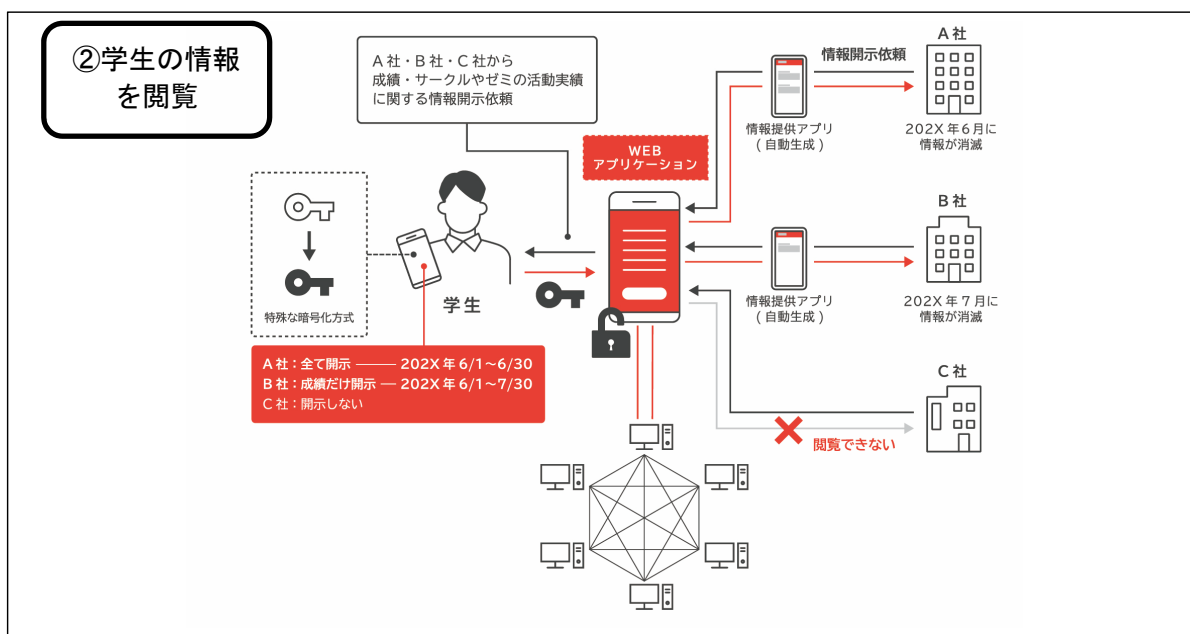 ②学生の情報
を閲覧
A社・B社・C社から
成績・サークルやゼミの活動実績
に関する情報開示依頼
WEB
アプリケーション
情報開示依頼
A社
情報提供アプリ
(自動生成)
202X年6月に
情報が消滅
B社
情報提供アプリ
(自動生成)
202X年7月に
情報が消滅
特殊な暗号化方式
学生
A社:全て開示 ―― 202X年6/1~6/30
B社:成績だけ開示 ― 202X年6/1~7/30
C社:開示しない
C社
閲覧できない